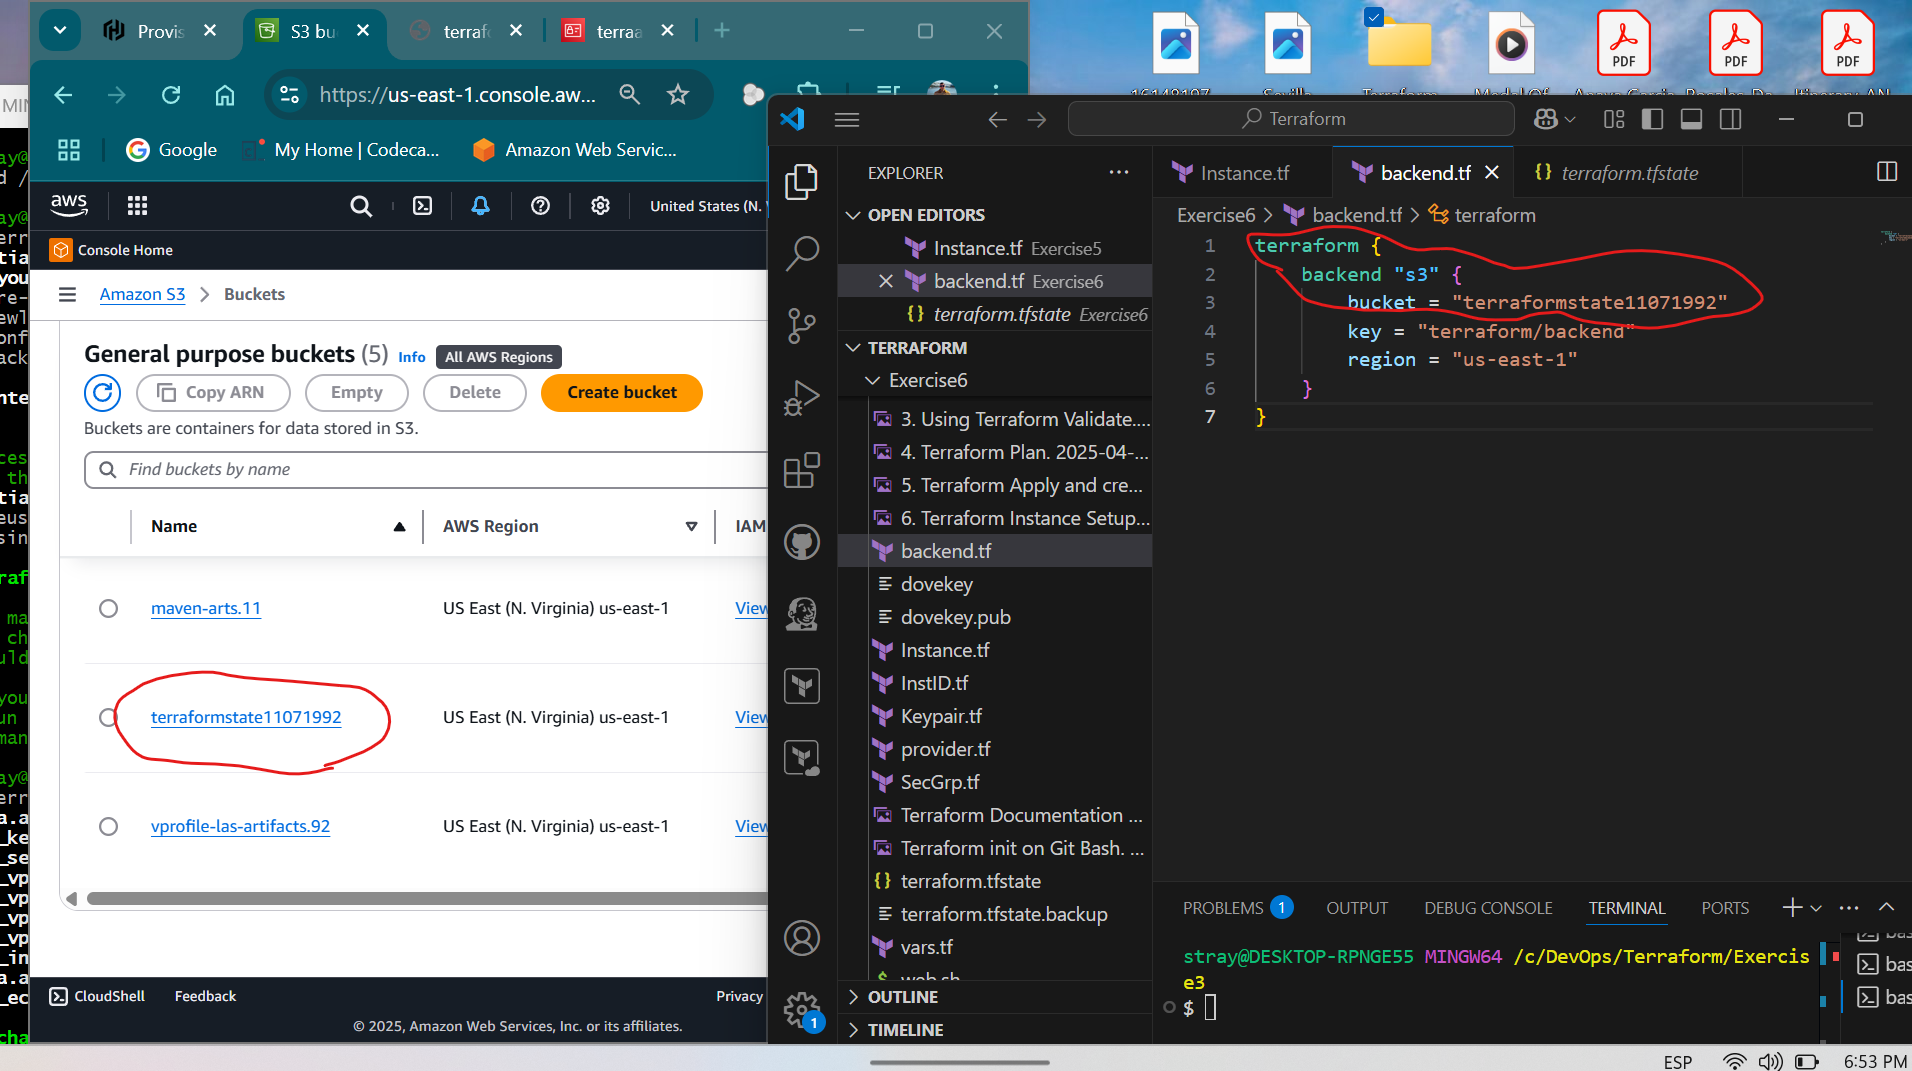 Provis
S3 bu
terraf
terraa
https://us-east-1.console.aw...
Google
My Home | Codeca...
Amazon Web Servic...
aws
United States (N.
Console Home
Amazon S3
Buckets
General purpose buckets (5)
Info
All AWS Regions
Copy ARN
Empty
Delete
Create bucket
Buckets are containers for data stored in S3.
Find buckets by name
Name
AWS Region
IAM
maven-arts.11
US East (N. Virginia) us-east-1
View
terraformstate11071992
US East (N. Virginia) us-east-1
View
vprofile-las-artifacts.92
US East (N. Virginia) us-east-1
View
CloudShell
Feedback
Privacy
© 2025, Amazon Web Services, Inc. or its affiliates.
PDF
PDF
PDF
Terraform
EXPLORER
OPEN EDITORS
Instance.tf Exercise5
backend.tf Exercise6
{} terraform.tfstate Exercise6
TERRAFORM
Exercise6
3. Using Terraform Validate....
4. Terraform Plan. 2025-04-...
5. Terraform Apply and cre...
6. Terraform Instance Setup...
backend.tf
dovekey
dovekey.pub
Instance.tf
InstID.tf
Keypair.tf
provider.tf
SecGrp.tf
Terraform Documentation ...
Terraform init on Git Bash. ...
{} terraform.tfstate
terraform.tfstate.backup
vars.tf
OUTLINE
TIMELINE
1
Instance.tf
backend.tf
{} terraform.tfstate
Exercise6 > backend.tf > terraform
1 terraform {
2 backend "s3" {
3 bucket = "terraformstate11071992"
4 key = "terraform/backend"
5 region = "us-east-1"
6 }
7 }
PROBLEMS 1
OUTPUT
DEBUG CONSOLE
TERMINAL
PORTS
stray@DESKTOP-RPNGE55 MINGW64 /c/DevOps/Terraform/Exercis
e3
$
bas
bas
ESP
6:53 PM